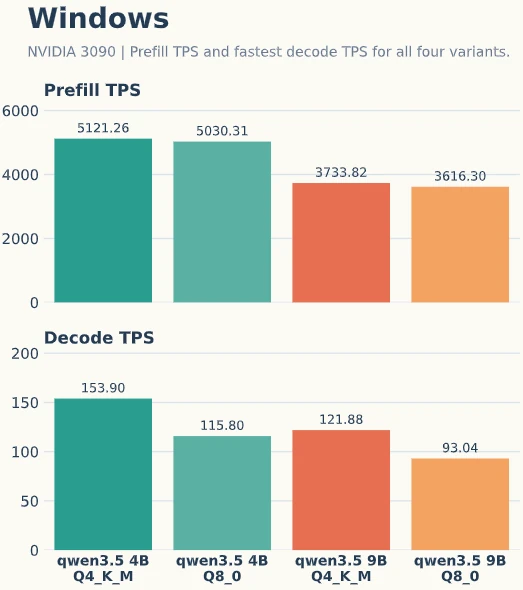 Windows
NVIDIA 3090 | Prefill TPS and fastest decode TPS for all four variants.
Prefill TPS
6000
5121.26
5030.31
4000
3733.82
3616.30
2000
0
Decode TPS
200
153.90
150
115.80
121.88
100
93.04
50
0
qwen3.5 4B
Q4_K_M
qwen3.5 4B
Q8_0
qwen3.5 9B
Q4_K_M
qwen3.5 9B
Q8_0